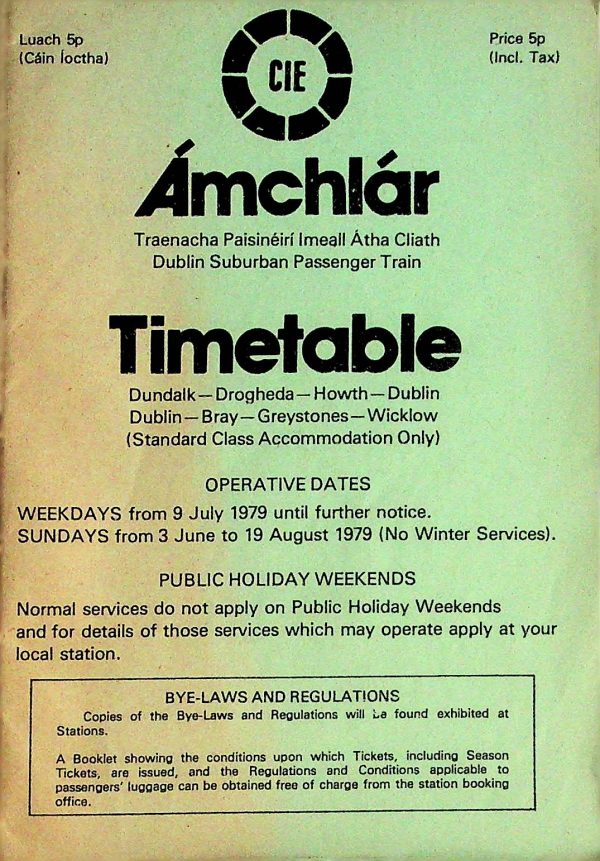 Luach 5p
(Cáin Íoctha)
Price 5p
(Incl. Tax)
CIE
Ámchlár
Traenacha Paisinéirí Imeall Átha Cliath
Dublin Suburban Passenger Train
Timetable
Dundalk—Drogheda—Howth—Dublin
Dublin—Bray—Greystones—Wicklow
(Standard Class Accommodation Only)
OPERATIVE DATES
WEEKDAYS from 9 July 1979 until further notice.
SUNDAYS from 3 June to 19 August 1979 (No Winter Services).
PUBLIC HOLIDAY WEEKENDS
Normal services do not apply on Public Holiday Weekends
and for details of those services which may operate apply at your
local station.
BYE-LAWS AND REGULATIONS
Copies of the Bye-Laws and Regulations will be found exhibited at
Stations.
A Booklet showing the conditions upon which Tickets, including Season
Tickets, are issued, and the Regulations and Conditions applicable to
passengers' luggage can be obtained free of charge from the station booking
office.